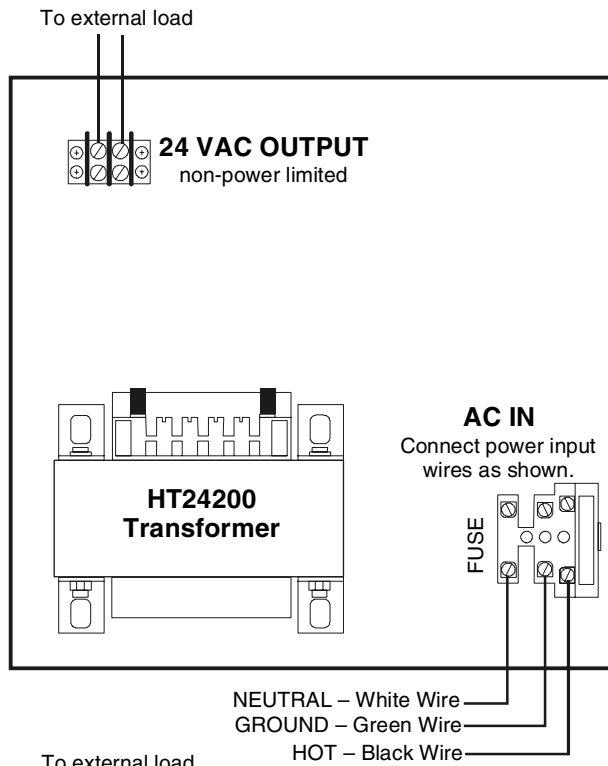 To external load
24 VAC OUTPUT
non-power limited
HT24200
Transformer
AC IN
Connect power input
wires as shown.
FUSE
NEUTRAL – White Wire
GROUND – Green Wire
HOT – Black Wire
To external load